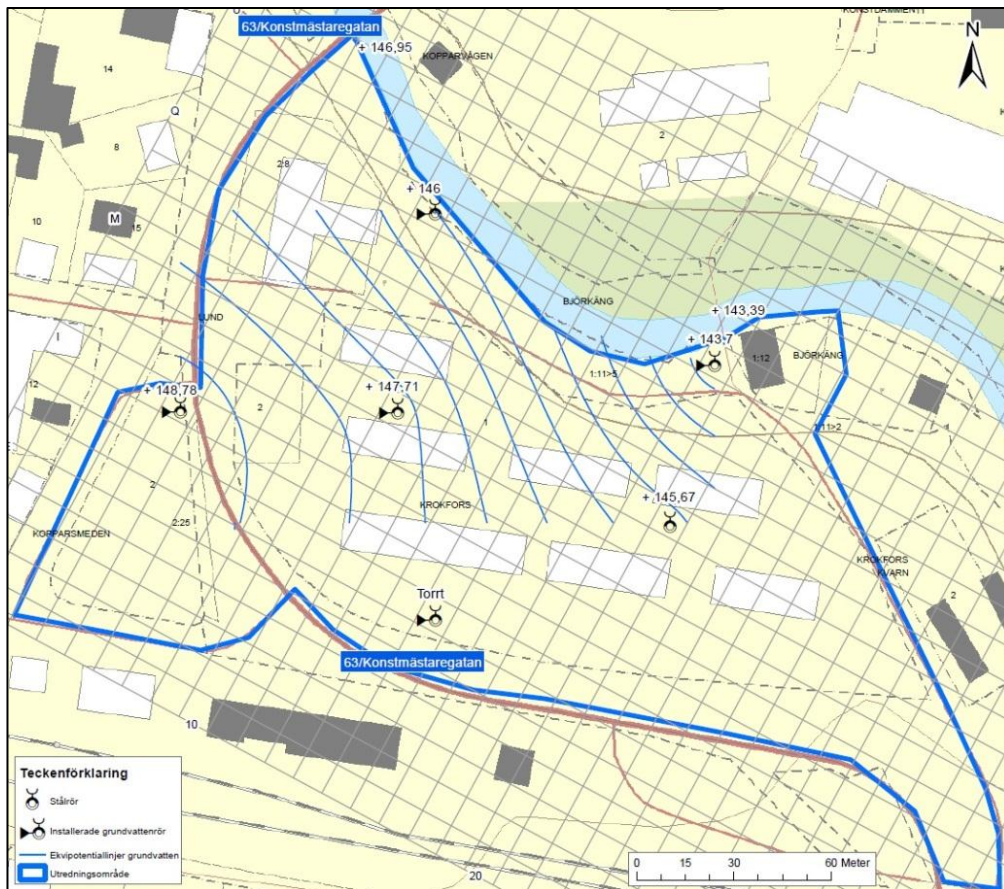 KONSTDAMMEN 1
63/Konstmästaregatan
+ 146,95
KOPPARVÄGEN
N
14
Q
2
8
2:8
+ 146
10
M
15
BJÖRKÄNG
+ 143,39
LUND
+ 143,7
I
1:12
BJÖRKÄNG
12
1:11>5
+ 148,78
+ 147,71
2
1
1:11>2
+ 145,67
2
KROKFORS
2:25
KOPPARSMEDEN
KROKFORS
KVARN
2
Torrt
63/Konstmästaregatan
10
Teckenförklaring
Stålrör
Installerade grundvattenrör
Ekvipotentiallinjer grundvatten
Utredningsområde
0 15 30 60 Meter
20